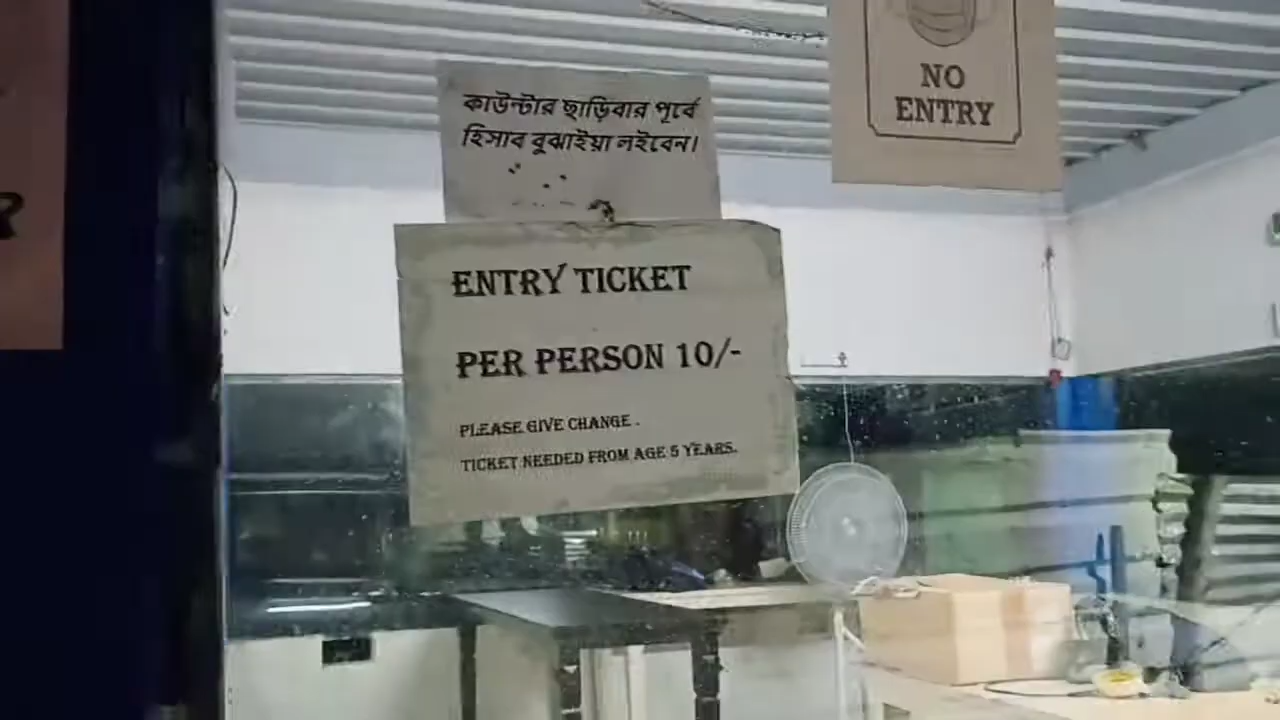 কাউন্টার ছাড়িবার পূর্বে
হিসাব বুঝাইয়া লইবেন।
NO
ENTRY
ENTRY TICKET
PER PERSON 10/-
PLEASE GIVE CHANGE .
TICKET NEEDED FROM AGE 5 YEARS.